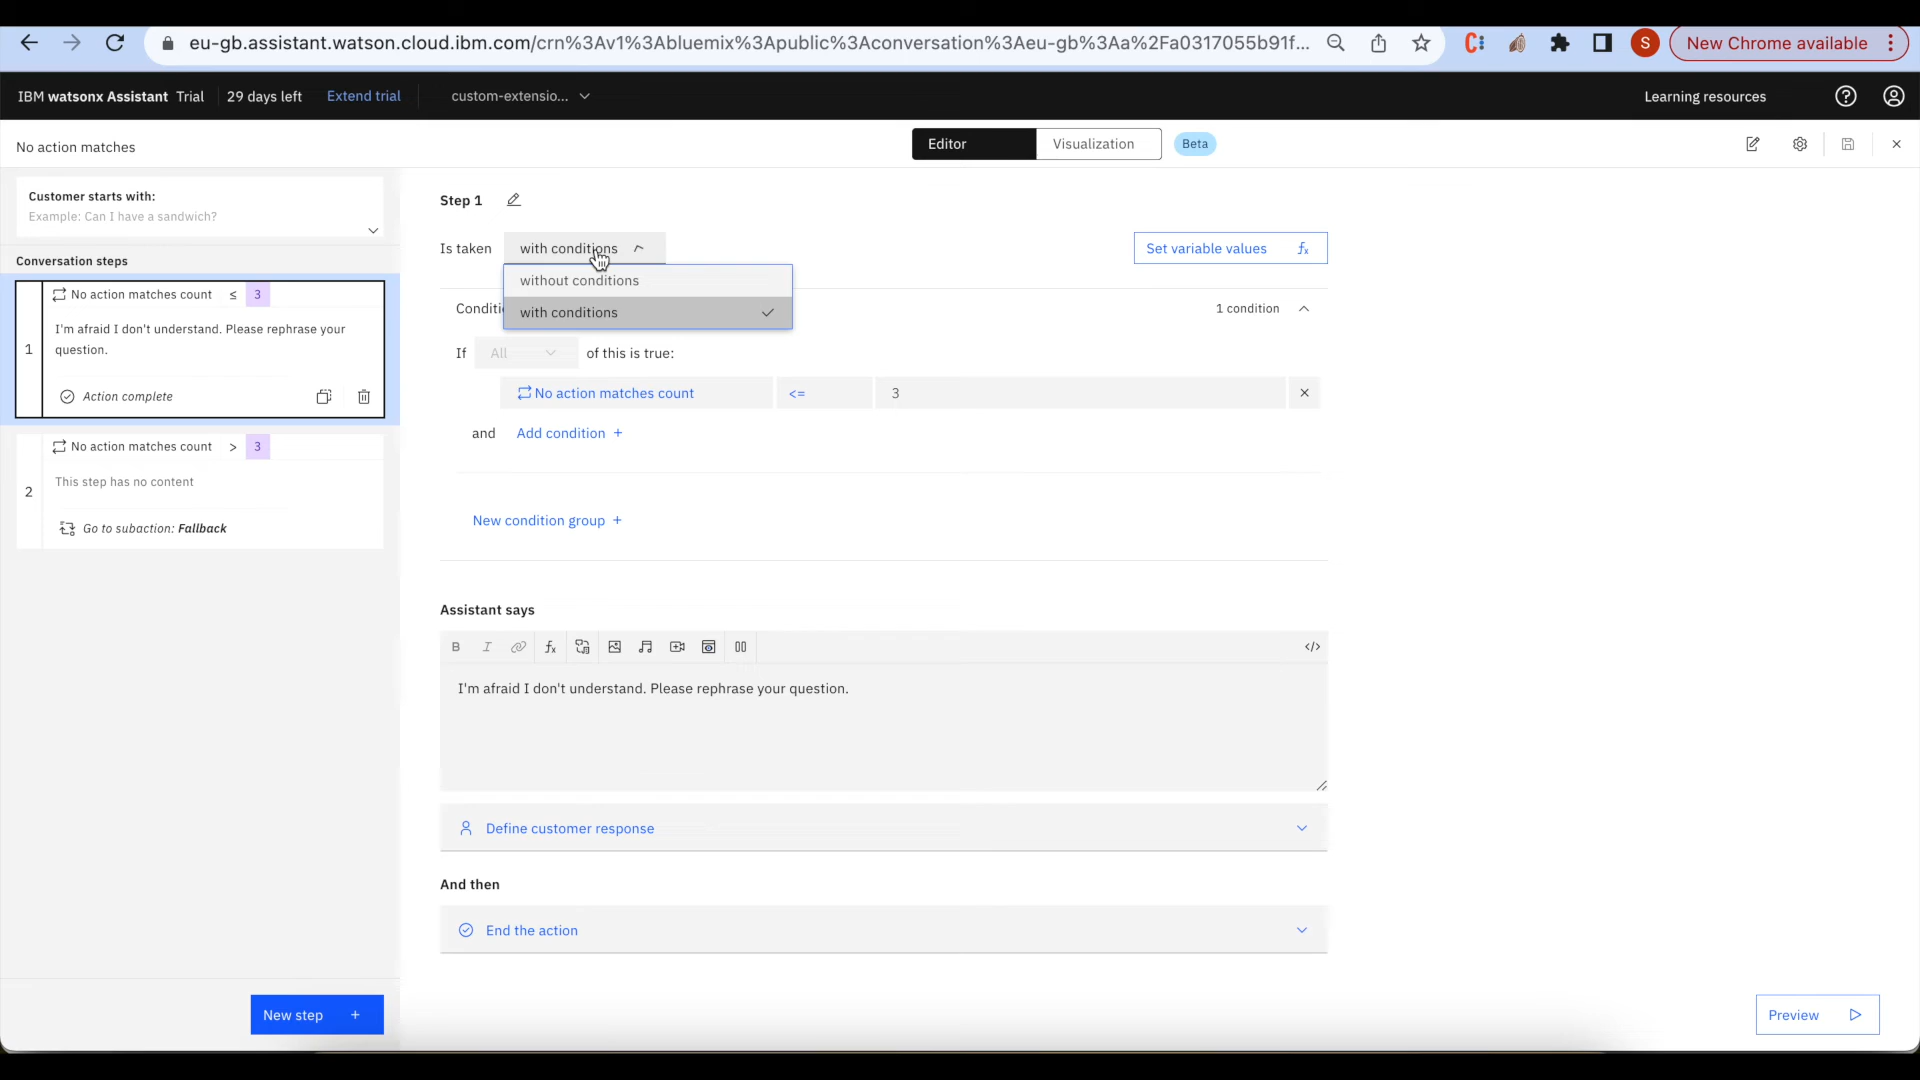 eu-gb.assistant.watson.cloud.ibm.com/crn%3Av1%3Abluemix%3Apublic%3Aconversation%3Aeu-gb%3Aa%2Fa0317055b91f...
S
New Chrome available
IBM watsonx Assistant Trial
29 days left
Extend trial
custom-extensio...
Learning resources
No action matches
Editor
Visualization
Beta
Customer starts with:
Example: Can I have a sandwich?
Conversation steps
1
No action matches count ≤ 3
I'm afraid I don't understand. Please rephrase your
question.
Action complete
2
No action matches count > 3
This step has no content
Go to subaction: Fallback
New step +
Step 1
Is taken
with conditions
Set variable values fx
without conditions
with conditions
Conditi
1 condition
If All of this is true:
No action matches count <= 3
and Add condition +
New condition group +
Assistant says
B I fx </>
I'm afraid I don't understand. Please rephrase your question.
Define customer response
And then
End the action
Preview